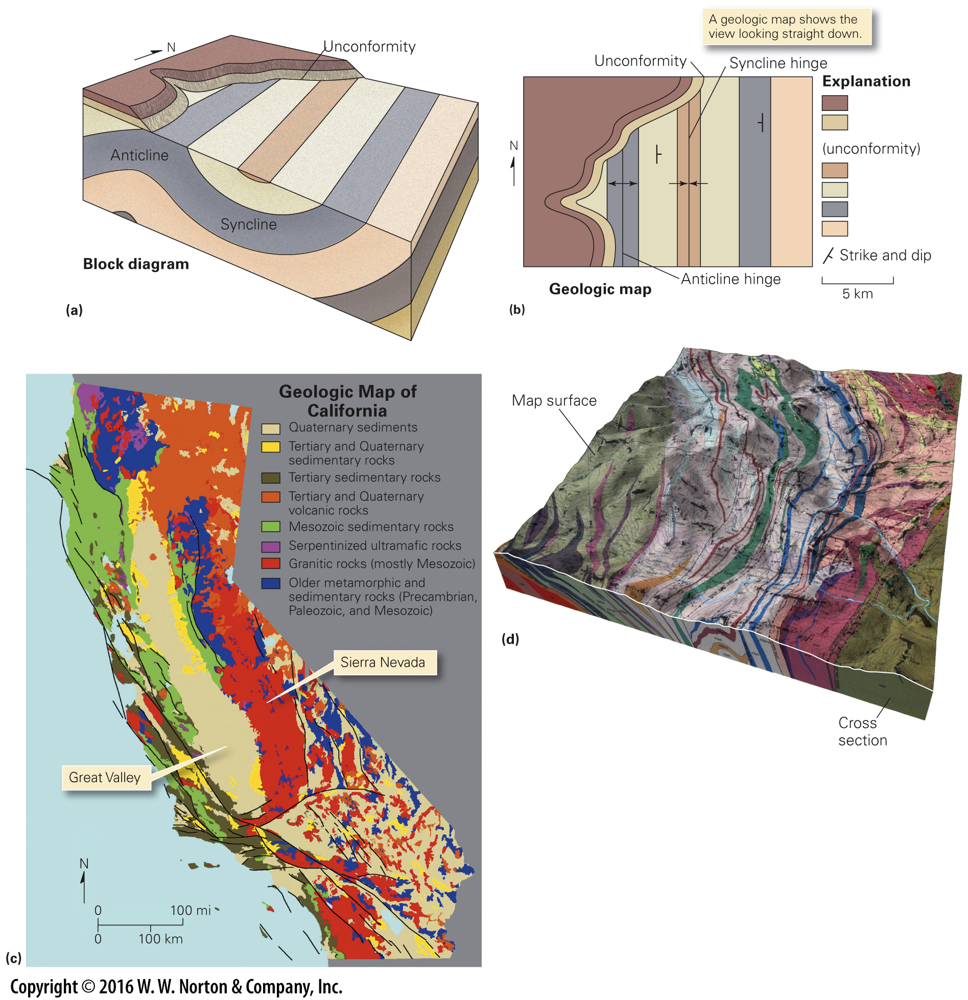 N
Unconformity
Anticline
Syncline
Block diagram
(a)
A geologic map shows the
view looking straight down.
Unconformity
Syncline hinge
Explanation
N
(unconformity)
Strike and dip
5 km
Anticline hinge
Geologic map
(b)
Geologic Map of
California
Quaternary sediments
Tertiary and Quaternary
sedimentary rocks
Tertiary sedimentary rocks
Tertiary and Quaternary
volcanic rocks
Mesozoic sedimentary rocks
Serpentinized ultramafic rocks
Granitic rocks (mostly Mesozoic)
Older metamorphic and
sedimentary rocks (Precambrian,
Paleozoic, and Mesozoic)
Sierra Nevada
Great Valley
N
0 100 mi
0 100 km
(c)
Map surface
(d)
Cross
section
Copyright © 2016 W. W. Norton & Company, Inc.